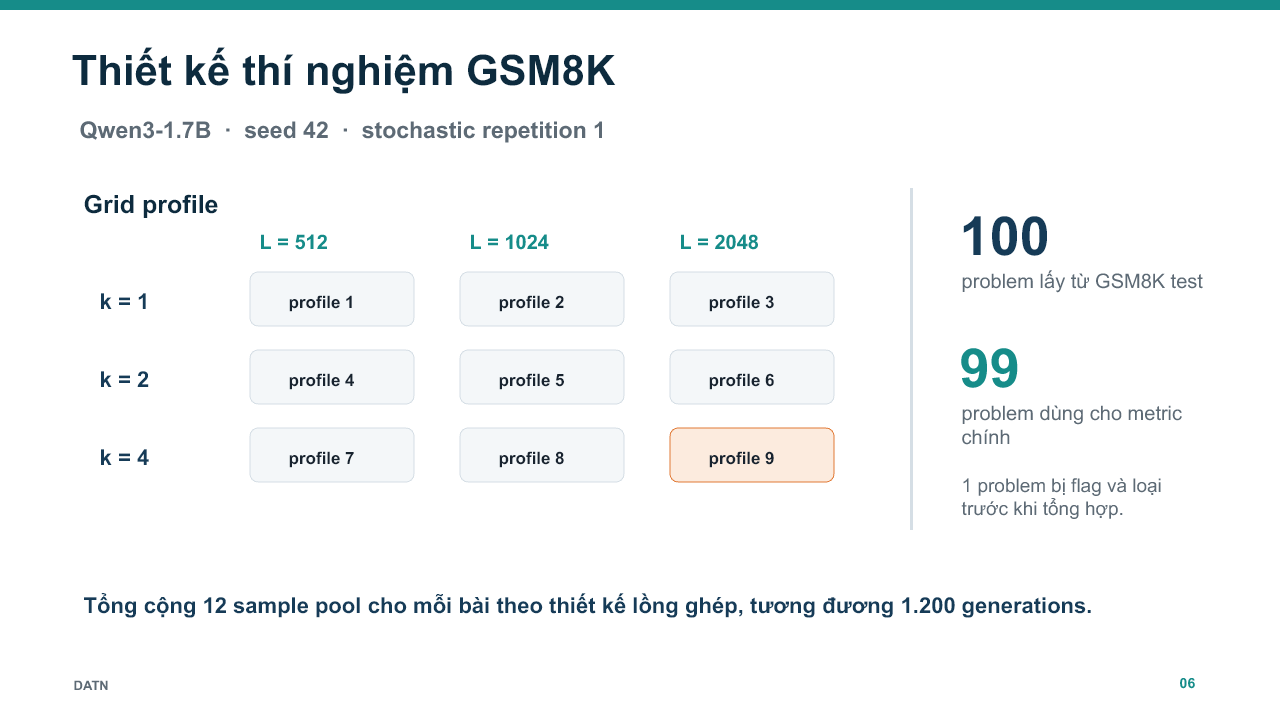 Thiết kế thí nghiệm GSM8K
Qwen3-1.7B · seed 42 · stochastic repetition 1
Grid profile
L = 512 L = 1024 L = 2048
k = 1 profile 1 profile 2 profile 3
k = 2 profile 4 profile 5 profile 6
k = 4 profile 7 profile 8 profile 9
100
problem lấy từ GSM8K test
99
problem dùng cho metric
chính
1 problem bị flag và loại
trước khi tổng hợp.
Tổng cộng 12 sample pool cho mỗi bài theo thiết kế lồng ghép, tương đương 1.200 generations.
DATN
06